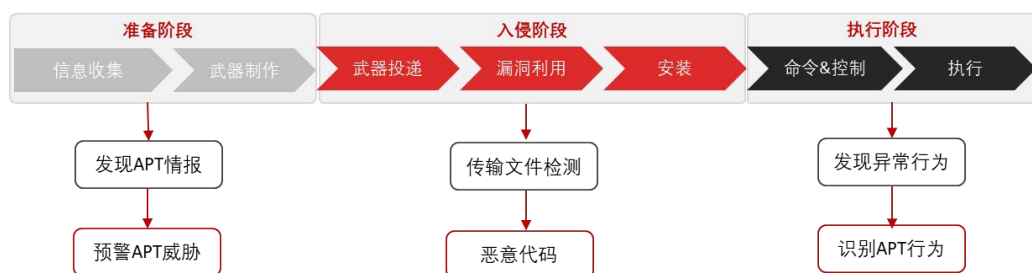 准备阶段 入侵阶段 执行阶段
信息收集 武器制作 武器投递 漏洞利用 安装 命令&控制 执行
发现APT情报 传输文件检测 发现异常行为
预警APT威胁 恶意代码 识别APT行为